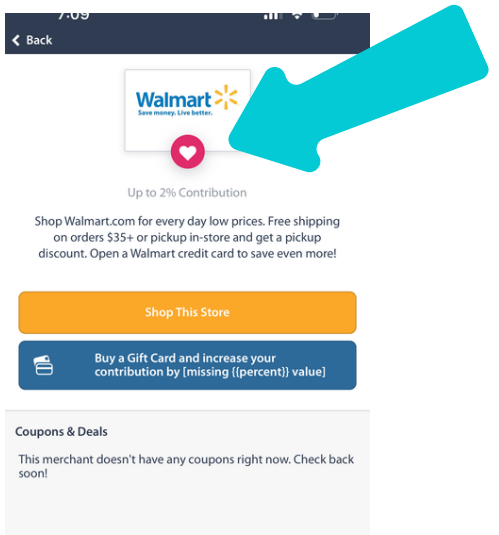 7:09
Back
Walmart
Save money. Live better.
Up to 2% Contribution
Shop Walmart.com for every day low prices. Free shipping
on orders $35+ or pickup in-store and get a pickup
discount. Open a Walmart credit card to save even more!
Shop This Store
Buy a Gift Card and increase your
contribution by [missing {{percent}} value]
Coupons & Deals
This merchant doesn't have any coupons right now. Check back
soon!